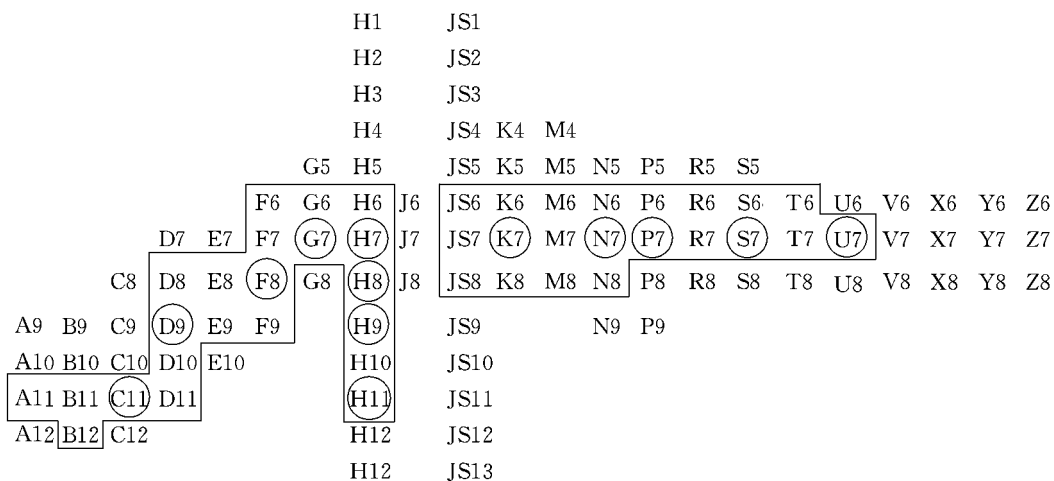 H1 JS1
H2 JS2
H3 JS3
H4 JS4 K4 M4
G5 H5 JS5 K5 M5 N5 P5 R5 S5
F6 G6 H6 J6 JS6 K6 M6 N6 P6 R6 S6 T6 U6 V6 X6 Y6 Z6
D7 E7 F7 G7 H7 J7 JS7 K7 M7 N7 P7 R7 S7 T7 U7 V7 X7 Y7 Z7
C8 D8 E8 F8 G8 H8 J8 JS8 K8 M8 N8 P8 R8 S8 T8 U8 V8 X8 Y8 Z8
A9 B9 C9 D9 E9 F9 H9 JS9 N9 P9
A10 B10 C10 D10 E10 H10 JS10
A11 B11 C11 D11 H11 JS11
A12 B12 C12 H12 JS12
H12 JS13